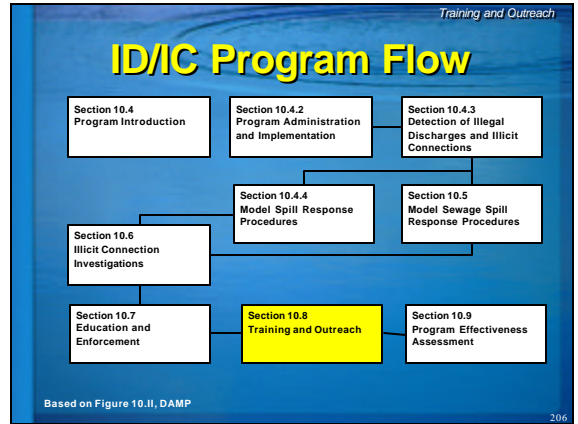 Training and Outreach
ID/IC Program Flow
Section 10.4
Program Introduction
Section 10.4.2
Program Administration
and Implementation
Section 10.4.3
Detection of Illegal
Discharges and Illicit
Connections
Section 10.4.4
Model Spill Response
Procedures
Section 10.5
Model Sewage Spill
Response Procedures
Section 10.6
Illicit Connection
Investigations
Section 10.7
Education and
Enforcement
Section 10.8
Training and Outreach
Section 10.9
Program Effectiveness
Assessment
Based on Figure 10.II, DAMP
206